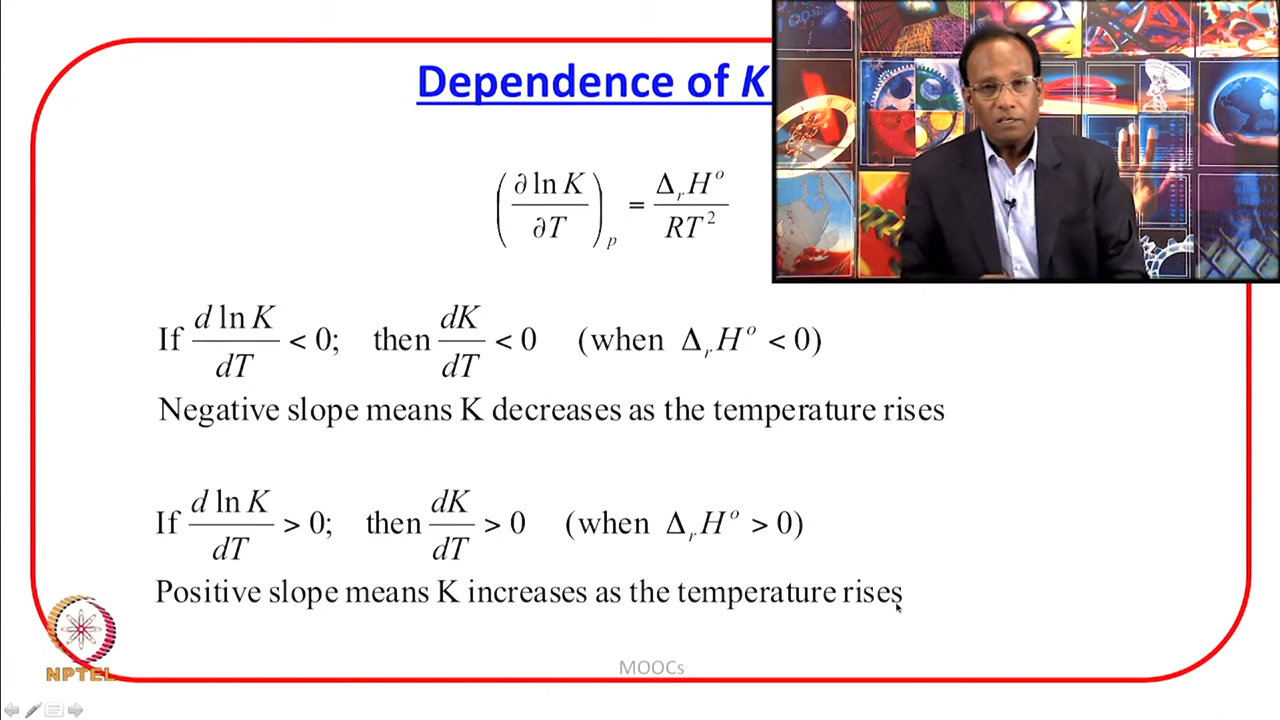 Dependence of K
(∂ ln K / ∂T)_p = Δ_r H° / RT²
If d ln K / dT < 0; then dK / dT < 0 (when Δ_r H° < 0)
Negative slope means K decreases as the temperature rises
If d ln K / dT > 0; then dK / dT > 0 (when Δ_r H° > 0)
Positive slope means K increases as the temperature rises
NPTEL
MOOCs